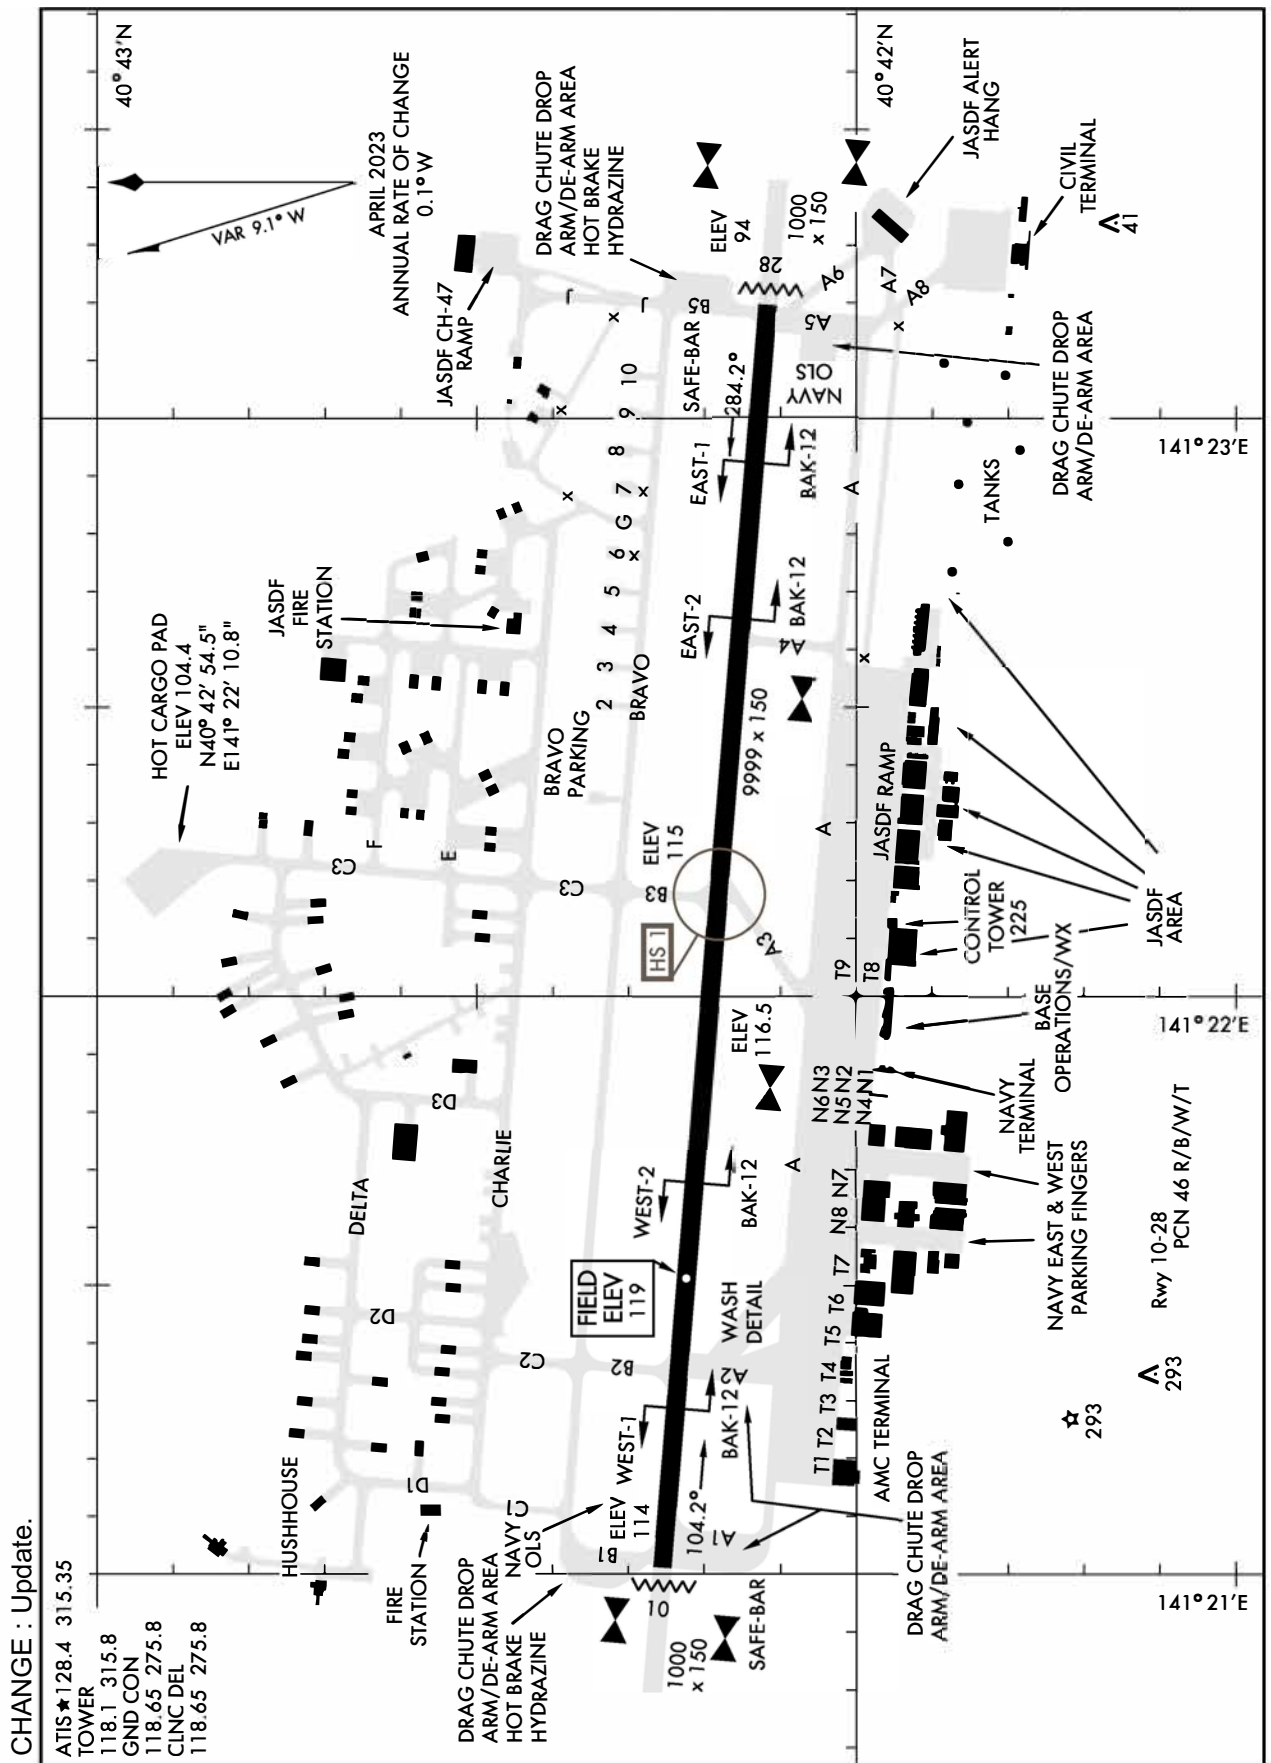 CHANGE : Update.
ATIS★128.4 315.35
TOWER
118.1 315.8
GND CON
118.65 275.8
CLNC DEL
118.65 275.8
40°43'N
VAR 9.1° W
APRIL 2023
ANNUAL RATE OF CHANGE
0.1° W
HOT CARGO PAD
ELEV 104.4
N40° 42' 54.5"
E141° 22' 10.8"
JASDF
FIRE
STATION
JASDF CH-47
RAMP
DRAG CHUTE DROP
ARM/DE-ARM AREA
HOT BRAKE
HYDRAZINE
HUSHHOUSE
DELTA
D1
D2
D3
CHARLIE
FIRE
STATION
C1
C2
C3
C3
F
E
BRAVO
PARKING
BRAVO
2
3
4
5
6
G
7
8
9
10
J
J
x
x
x
x
x
x
x
DRAG CHUTE DROP
ARM/DE-ARM AREA
HOT BRAKE
HYDRAZINE
NAVY
OLS
B1
B2
B3
B5
ELEV
114
WEST-1
FIELD
ELEV
119
WEST-2
HS 1
ELEV
115
EAST-2
EAST-1
SAFE-BAR
284.2°
ELEV
94
10
28
1000
x 150
1000
x 150
SAFE-BAR
104.2°
BAK-12
BAK-12
BAK-12
BAK-12
ELEV
116.5
9999 x 150
A1
A2
A3
A4
A5
A6
A7
A8
A
A
A
WASH
DETAIL
NAVY
OLS
40°42'N
JASDF ALERT
HANG
T1 T2 T3 T4 T5 T6 T7
N8 N7
N6N3
N5N2
N4N1
T9
T8
AMC TERMINAL
DRAG CHUTE DROP
ARM/DE-ARM AREA
NAVY EAST & WEST
PARKING FINGERS
NAVY
TERMINAL
BASE
OPERATIONS/WX
CONTROL
TOWER
225
JASDF RAMP
JASDF
AREA
TANKS
DRAG CHUTE DROP
ARM/DE-ARM AREA
CIVIL
TERMINAL
41
293
293
Rwy 10-28
PCN 46 R/B/W/T
141°21'E
141°22'E
141°23'E